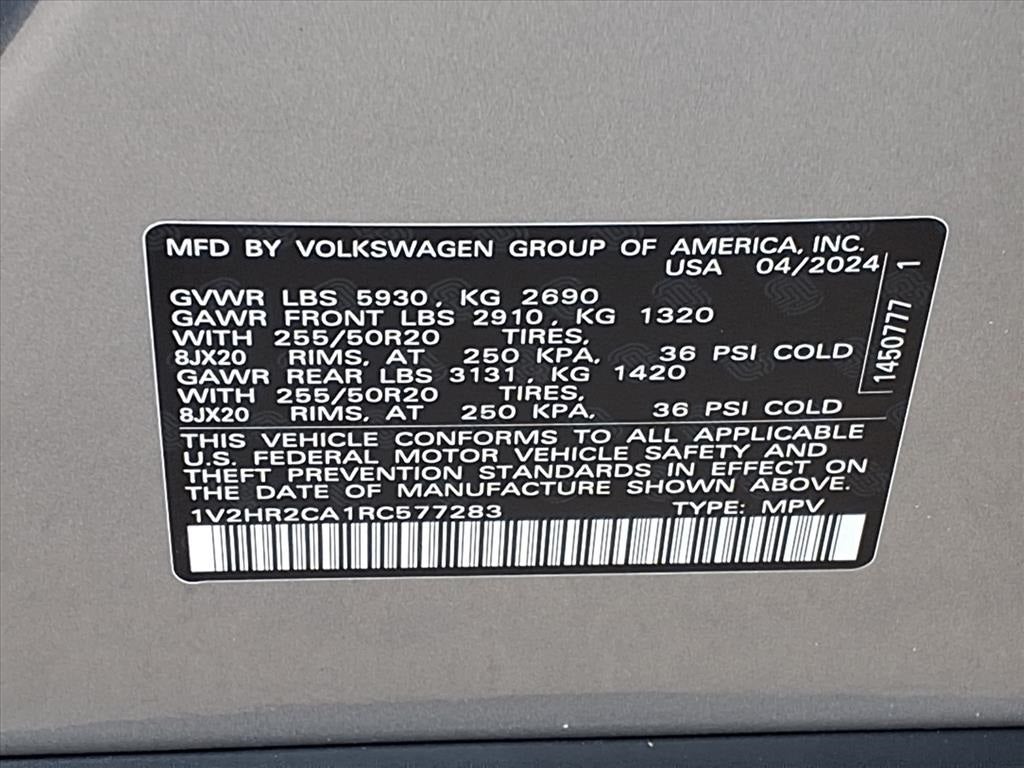 MFD BY VOLKSWAGEN GROUP OF AMERICA, INC.
USA 04/2024
GVWR LBS 5930, KG 2690
GAWR FRONT LBS 2910, KG 1320
WITH 255/50R20 TIRES,
8JX20 RIMS, AT 250 KPA, 36 PSI COLD
GAWR REAR LBS 3131, KG 1420
WITH 255/50R20 TIRES,
8JX20 RIMS, AT 250 KPA, 36 PSI COLD
THIS VEHICLE CONFORMS TO ALL APPLICABLE
U.S. FEDERAL MOTOR VEHICLE SAFETY AND
THEFT PREVENTION STANDARDS IN EFFECT ON
THE DATE OF MANUFACTURE SHOWN ABOVE.
1V2HR2CA1RC577283 TYPE: MPV
1450777 1